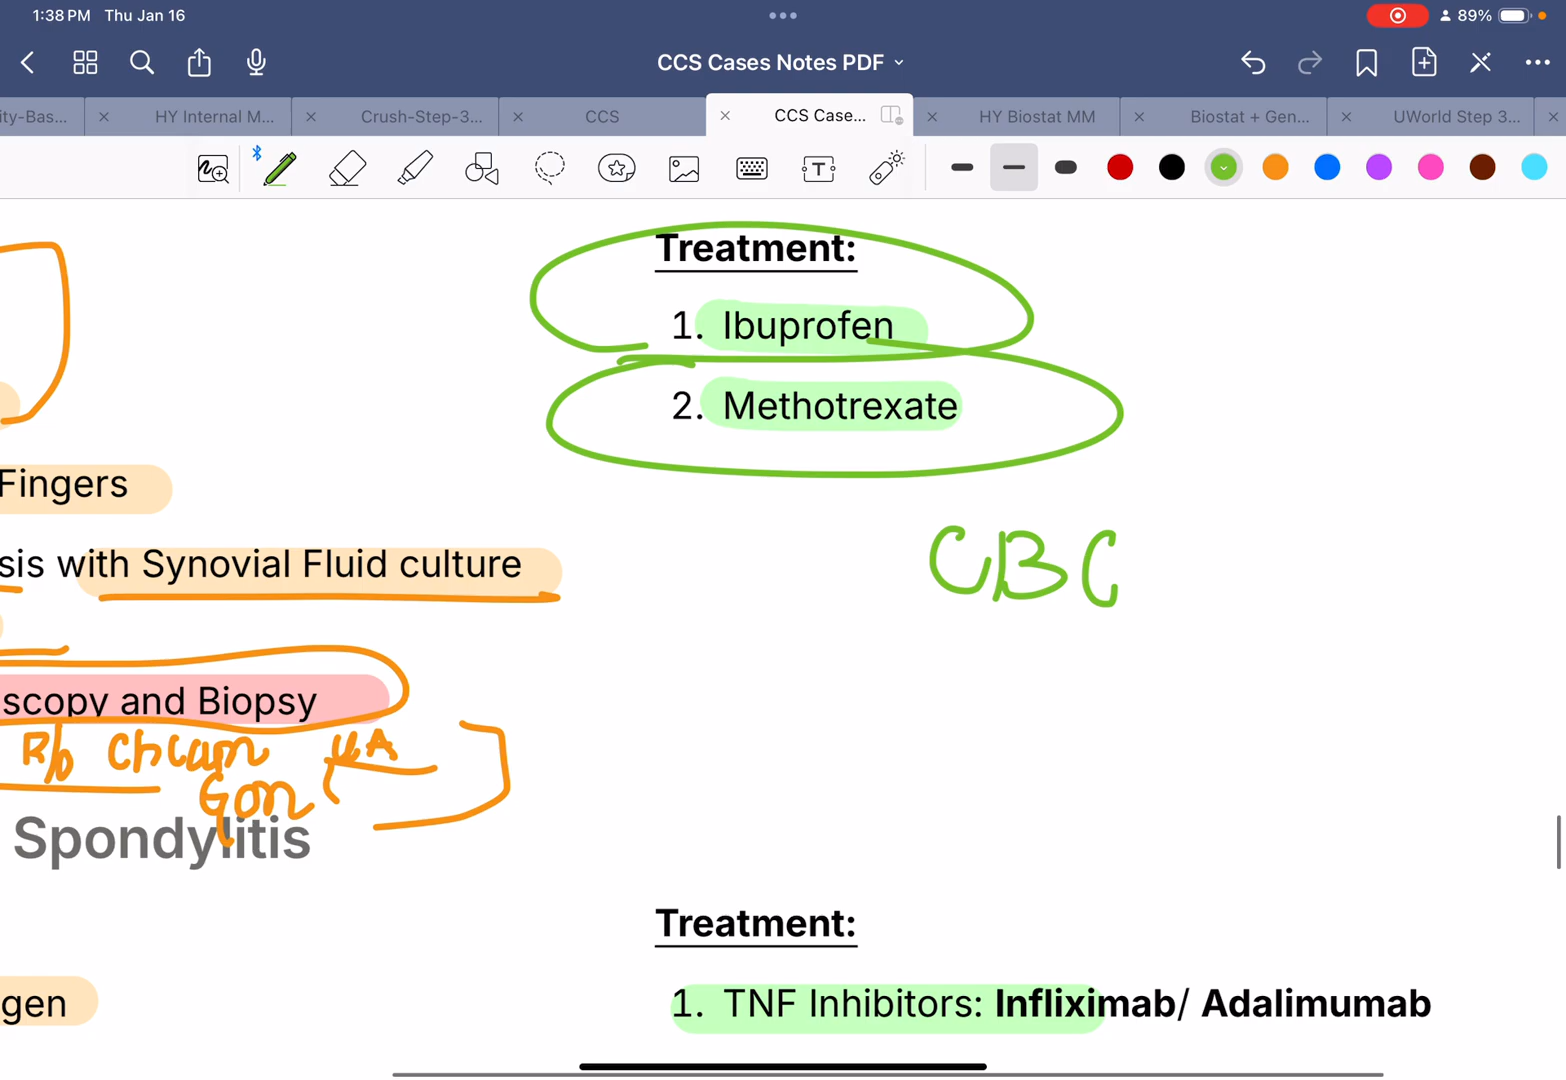 1:38 PM Thu Jan 16
89%
CCS Cases Notes PDF
ity-Bas...
HY Internal M...
Crush-Step-3...
CCS
CCS Case...
HY Biostat MM
Biostat + Gen...
UWorld Step 3...
Treatment:
1. Ibuprofen
2. Methotrexate
Fingers
sis with Synovial Fluid culture
CBC
scopy and Biopsy
R/o Chlam UA
Gon
Spondylitis
Treatment:
gen
1. TNF Inhibitors: Infliximab/ Adalimumab